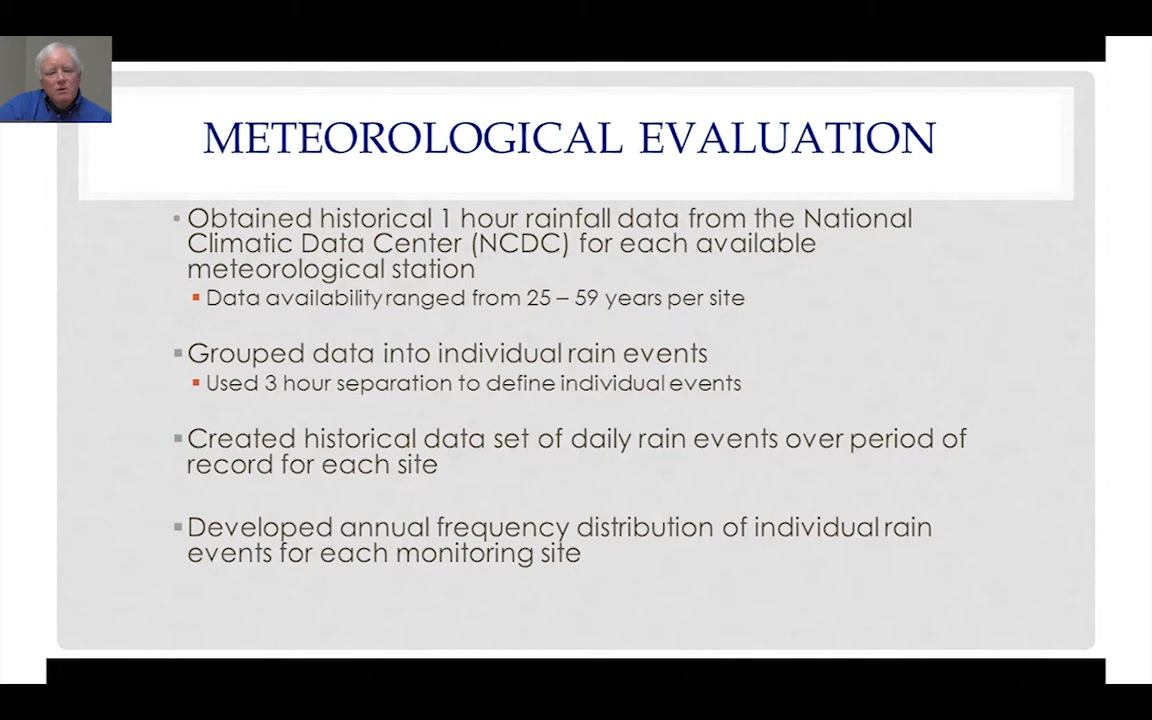 METEOROLOGICAL EVALUATION
• Obtained historical 1 hour rainfall data from the National
Climatic Data Center (NCDC) for each available
meteorological station
▪ Data availability ranged from 25 – 59 years per site
▪ Grouped data into individual rain events
▪ Used 3 hour separation to define individual events
▪ Created historical data set of daily rain events over period of
record for each site
▪ Developed annual frequency distribution of individual rain
events for each monitoring site